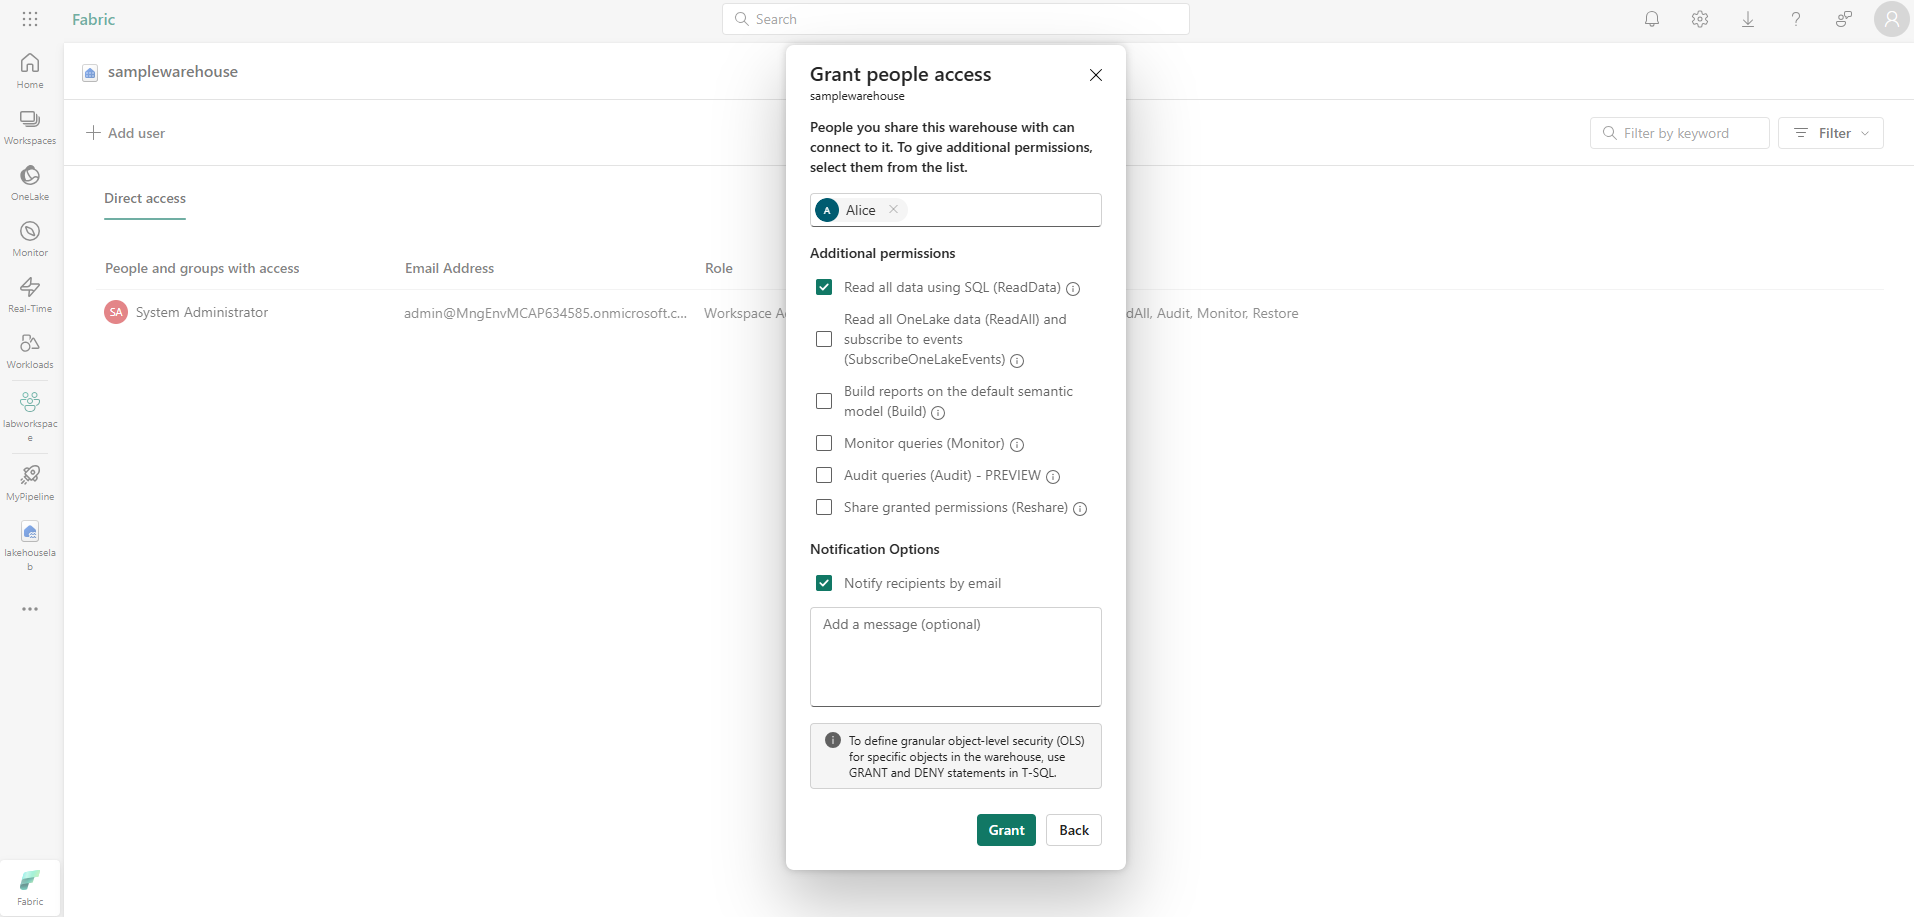 Fabric
Search
Home
Workspaces
OneLake
Monitor
Real-Time
Workloads
labworkspac
e
MyPipeline
lakehousela
b
Fabric
samplewarehouse
Add user
Filter by keyword
Filter
Direct access
People and groups with access
Email Address
Role
SA
System Administrator
admin@MngEnvMCAP634585.onmicrosoft.c...
Workspace
All, Audit, Monitor, Restore
Grant people access
samplewarehouse
People you share this warehouse with can
connect to it. To give additional permissions,
select them from the list.
A
Alice
Additional permissions
Read all data using SQL (ReadData)
Read all OneLake data (ReadAll) and
subscribe to events
(SubscribeOneLakeEvents)
Build reports on the default semantic
model (Build)
Monitor queries (Monitor)
Audit queries (Audit) - PREVIEW
Share granted permissions (Reshare)
Notification Options
Notify recipients by email
Add a message (optional)
To define granular object-level security (OLS)
for specific objects in the warehouse, use
GRANT and DENY statements in T-SQL.
Grant
Back